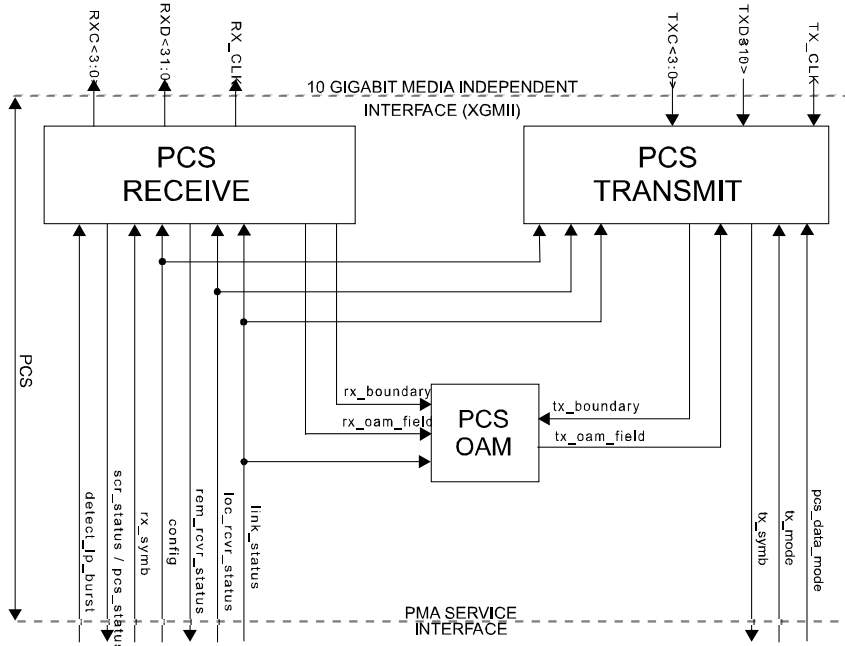 RXC<3:0>
RXD<31:0>
RX_CLK
TXC<3:0>
TX_CLK
10 GIGABIT MEDIA INDEPENDENT
INTERFACE (XGMII)
PCS
RECEIVE
PCS
TRANSMIT
PCS
rx_boundary
rx_oam_field
PCS
OAM
tx_boundary
tx_oam_field
detect_lp_burst
scr_status / pcs_status
rx_symb
config
rem_rcvr_status
loc_rcvr_status
link_status
tx_symb
tx_mode
pcs_data_mode
PMA SERVICE
INTERFACE